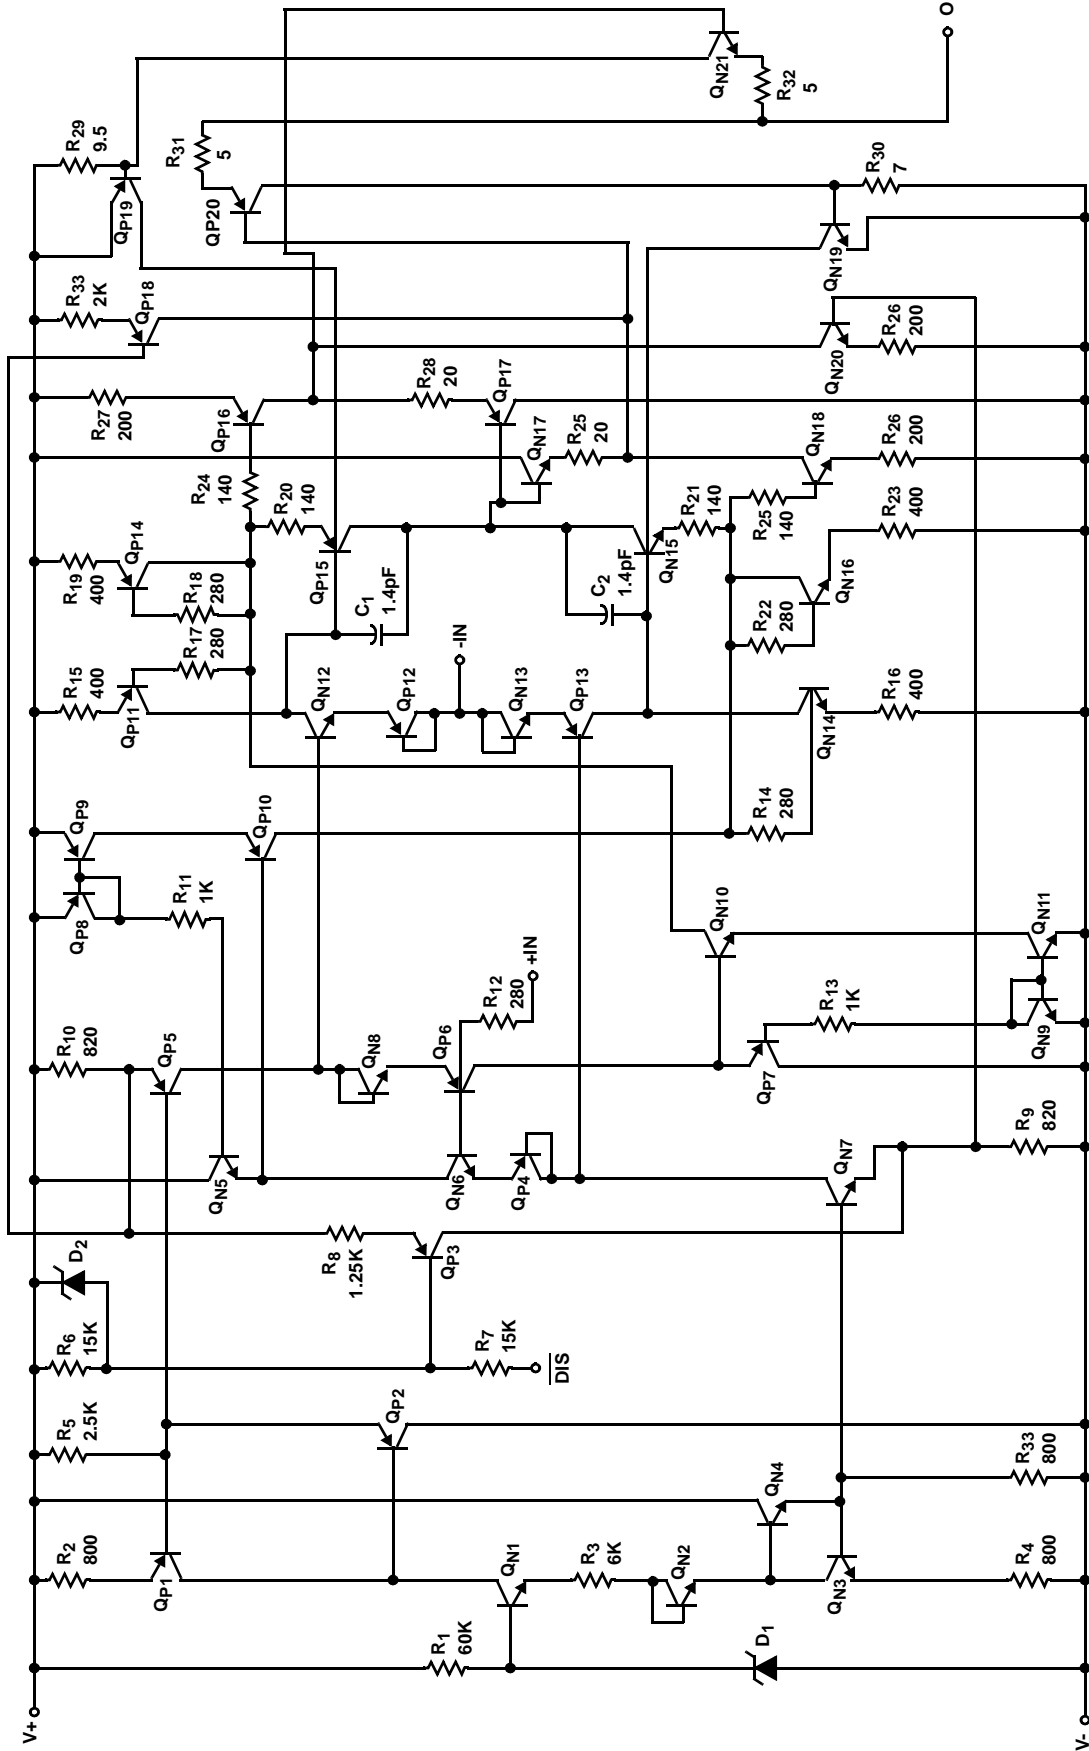 V+
V-
R1
60K
D1
R2
800
QP1
QN1
R3
6K
QN2
QN3
R4
800
QN4
R33
800
R5
2.5K
QP2
R6
15K
D2
R7
15K
DIS
R8
1.25K
QP3
QN5
QN6
QP4
QN7
R9
820
R10
820
QP5
QN8
QP6
R12
280
+IN
QP7
R13
1K
QN9
QN11
QN10
QP8
QP9
R11
1K
QP10
R14
280
R15
400
QP11
R17
280
R18
280
QP14
R19
400
QN12
QP12
-IN
QN13
QP13
QN14
R16
400
C1
1.4pF
C2
1.4pF
QP15
R20
140
R24
140
QN15
R21
140
R22
280
QN16
R23
400
R25
140
QN18
R26
200
QP16
R27
200
R28
20
QP17
QN17
R25
20
QN20
R26
200
R33
2K
QP18
QP19
R29
9.5
QP20
R31
5
QN19
R30
7
QN21
R32
5
O